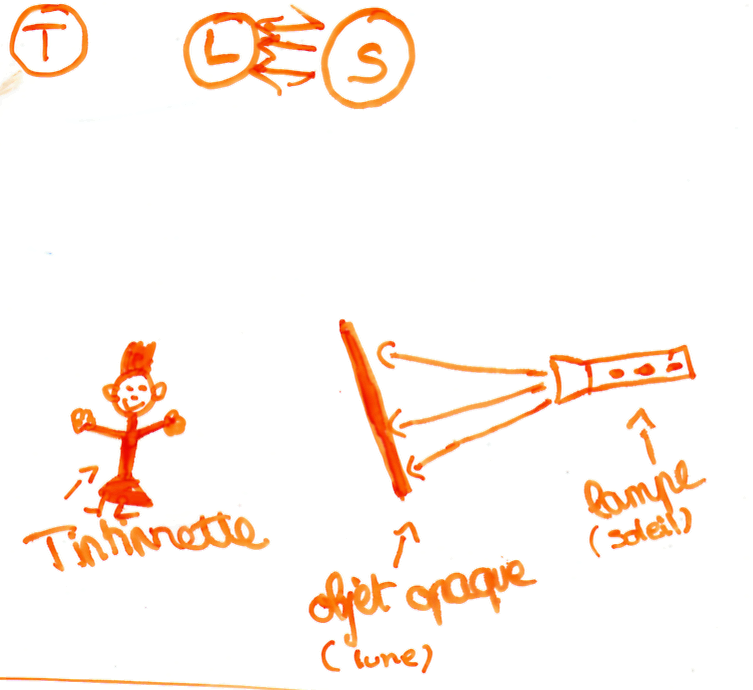 T L S
Tintinnette
objet opaque
(lune)
lampe
(soleil)